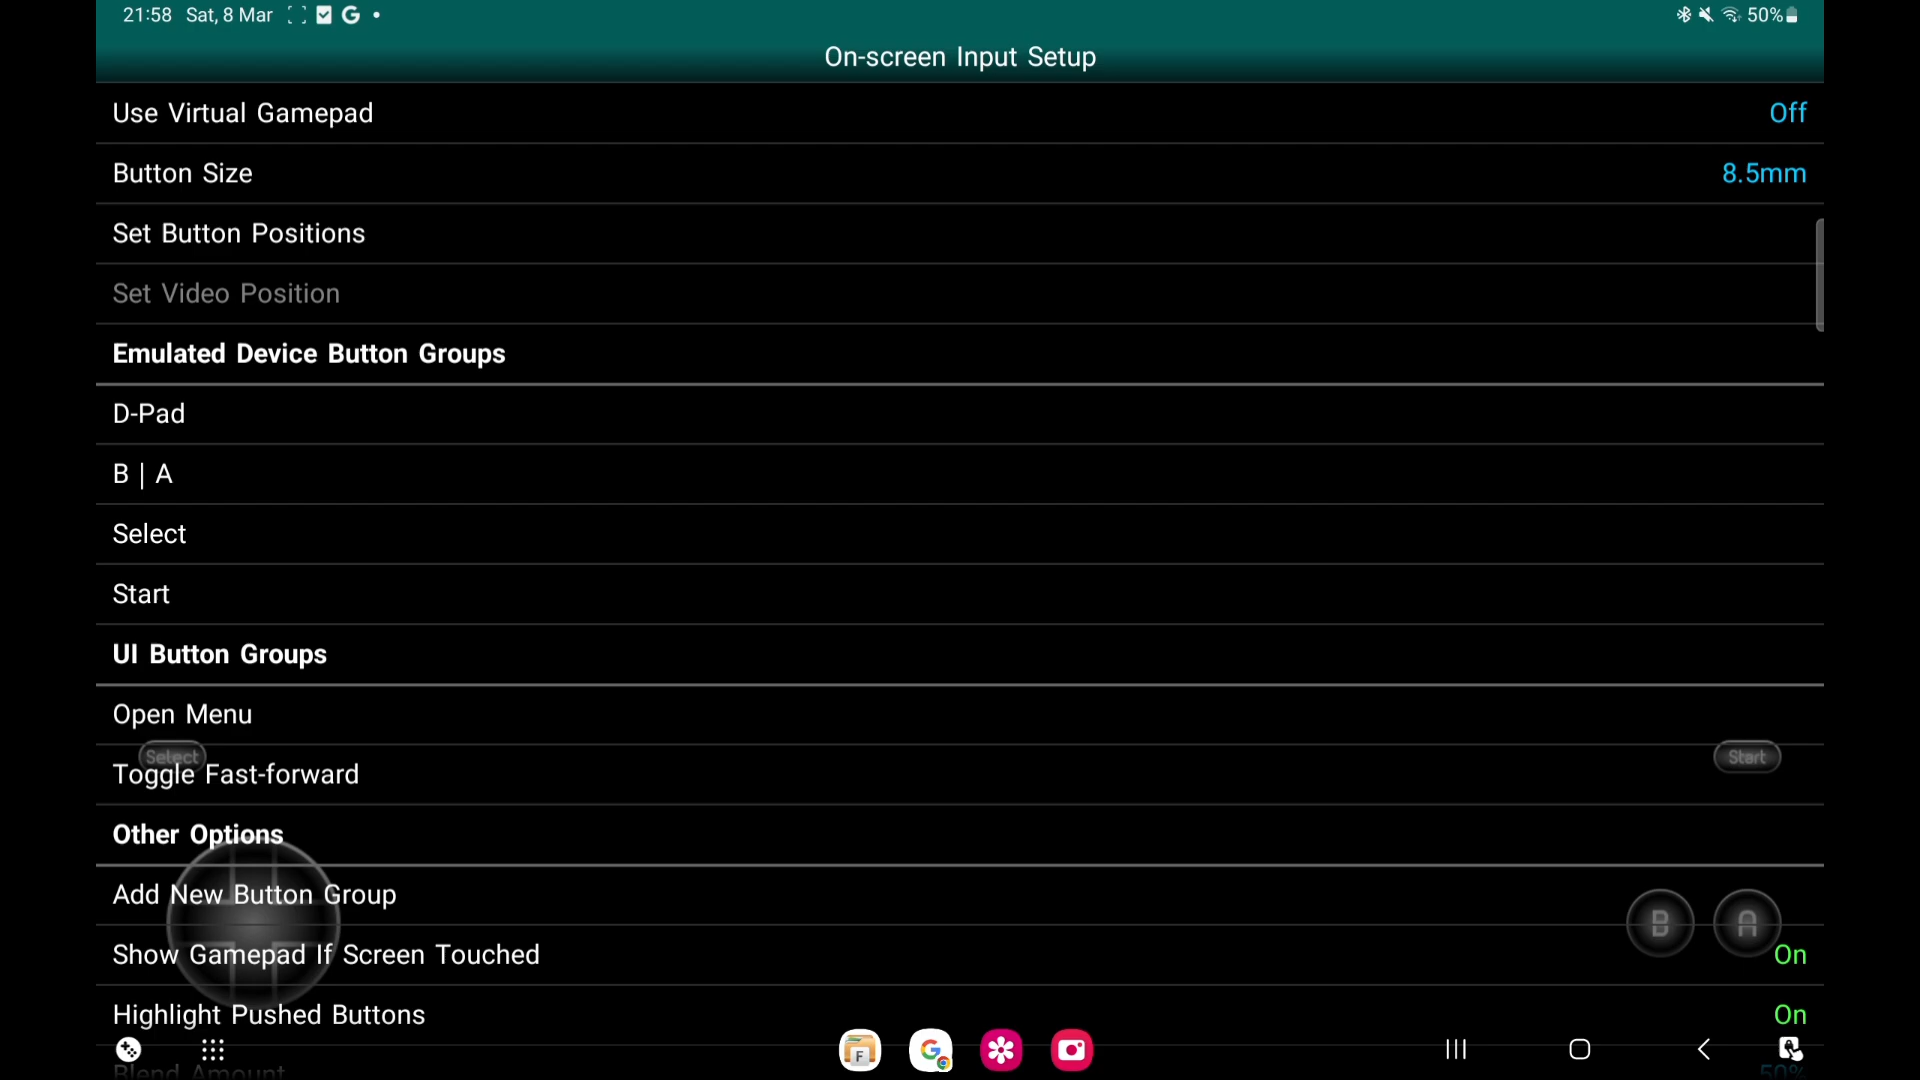 21:58 Sat, 8 Mar G 50%
On-screen Input Setup
Use Virtual Gamepad Off
Button Size 8.5mm
Set Button Positions
Set Video Position
Emulated Device Button Groups
D-Pad
B | A
Select
Start
UI Button Groups
Open Menu
Select Start
Toggle Fast-forward
Other Options
Add New Button Group
B A
Show Gamepad If Screen Touched On
Highlight Pushed Buttons On
F G
Blend Amount 50%